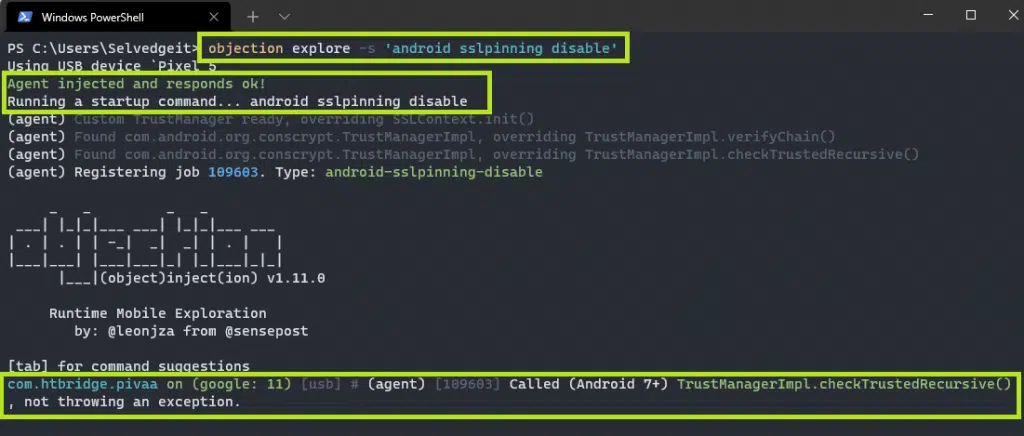 Windows PowerShell
PS C:\Users\Selvedgeit> objection explore -s 'android sslpinning disable'
Using USB device `Pixel 5`
Agent injected and responds ok!
Running a startup command... android sslpinning disable
(agent) Custom TrustManager ready, overriding SSLContext.init()
(agent) Found com.android.org.conscrypt.TrustManagerImpl, overriding TrustManagerImpl.verifyChain()
(agent) Found com.android.org.conscrypt.TrustManagerImpl, overriding TrustManagerImpl.checkTrustedRecursive()
(agent) Registering job 109603. Type: android-sslpinning-disable
objection
(object)inject(ion) v1.11.0
Runtime Mobile Exploration
by: @leonjza from @sensepost
[tab] for command suggestions
com.htbridge.pivaa on (google: 11) [usb] # (agent) [109603] Called (Android 7+) TrustManagerImpl.checkTrustedRecursive()
, not throwing an exception.